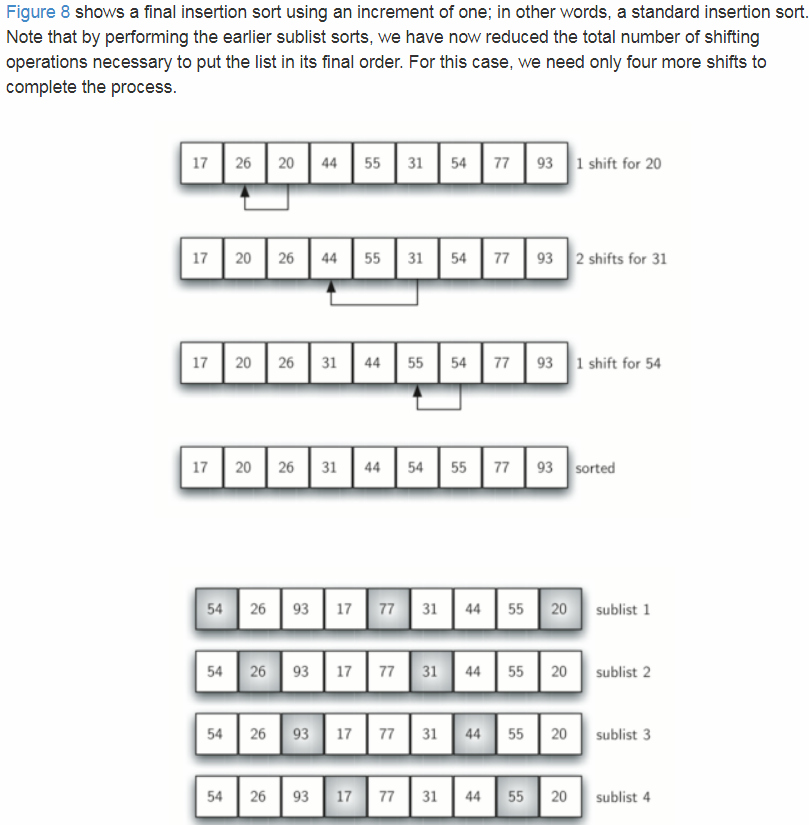 Figure 8 shows a final insertion sort using an increment of one; in other words, a standard insertion sort.
Note that by performing the earlier sublist sorts, we have now reduced the total number of shifting
operations necessary to put the list in its final order. For this case, we need only four more shifts to
complete the process.
17 26 20 44 55 31 54 77 93 1 shift for 20
17 20 26 44 55 31 54 77 93 2 shifts for 31
17 20 26 31 44 55 54 77 93 1 shift for 54
17 20 26 31 44 54 55 77 93 sorted
54 26 93 17 77 31 44 55 20 sublist 1
54 26 93 17 77 31 44 55 20 sublist 2
54 26 93 17 77 31 44 55 20 sublist 3
54 26 93 17 77 31 44 55 20 sublist 4